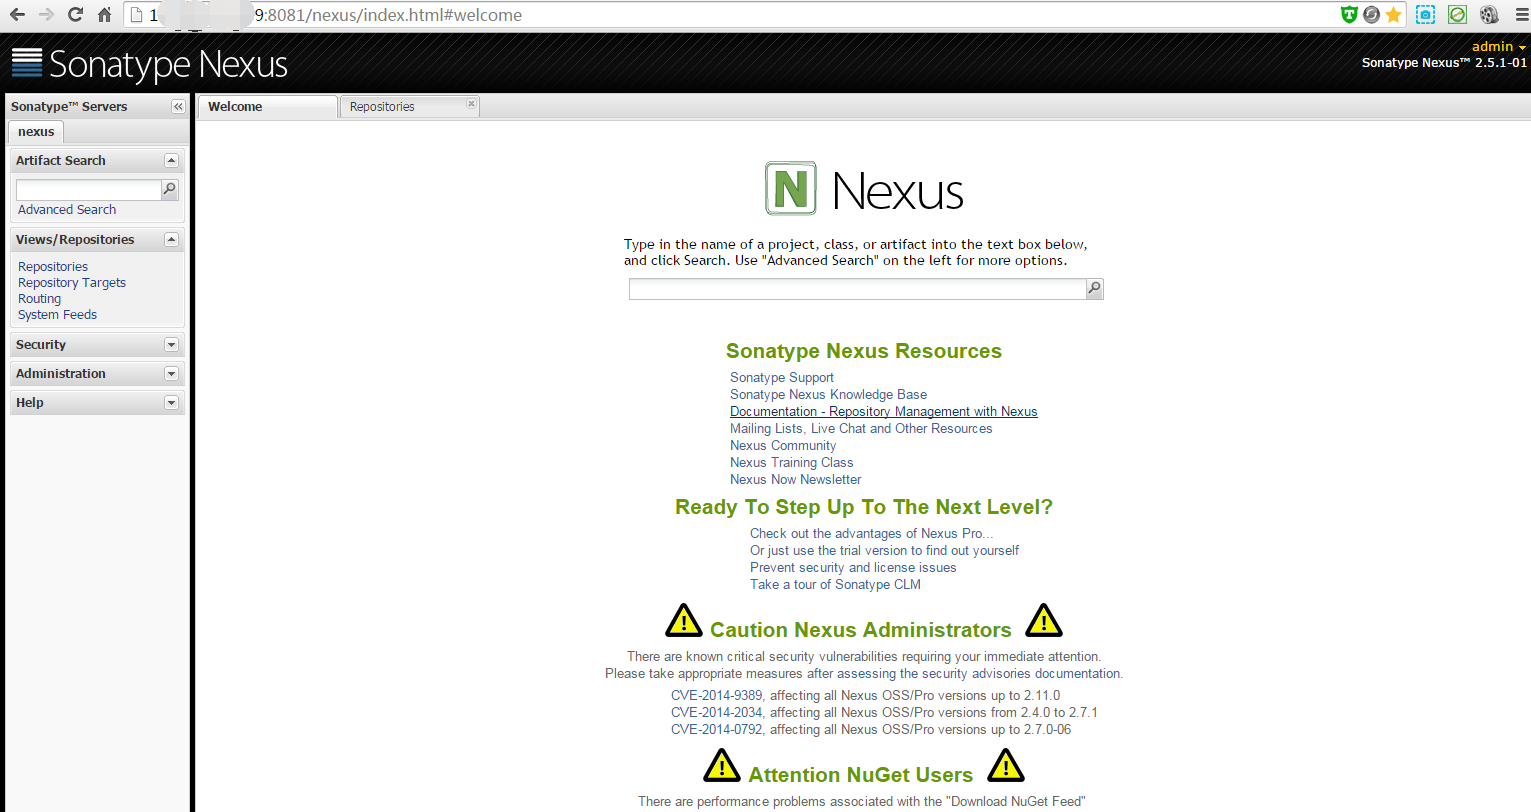 1 9:8081/nexus/index.html#welcome
Sonatype Nexus
admin
Sonatype Nexus™ 2.5.1-01
Sonatype™ Servers
Welcome
Repositories
nexus
Artifact Search
Advanced Search
Views/Repositories
Repositories
Repository Targets
Routing
System Feeds
Security
Administration
Help
N Nexus
Type in the name of a project, class, or artifact into the text box below,
and click Search. Use "Advanced Search" on the left for more options.
Sonatype Nexus Resources
Sonatype Support
Sonatype Nexus Knowledge Base
Documentation - Repository Management with Nexus
Mailing Lists, Live Chat and Other Resources
Nexus Community
Nexus Training Class
Nexus Now Newsletter
Ready To Step Up To The Next Level?
Check out the advantages of Nexus Pro...
Or just use the trial version to find out yourself
Prevent security and license issues
Take a tour of Sonatype CLM
Caution Nexus Administrators
There are known critical security vulnerabilities requiring your immediate attention.
Please take appropriate measures after assessing the security advisories documentation.
CVE-2014-9389, affecting all Nexus OSS/Pro versions up to 2.11.0
CVE-2014-2034, affecting all Nexus OSS/Pro versions from 2.4.0 to 2.7.1
CVE-2014-0792, affecting all Nexus OSS/Pro versions up to 2.7.0-06
Attention NuGet Users
There are performance problems associated with the "Download NuGet Feed"